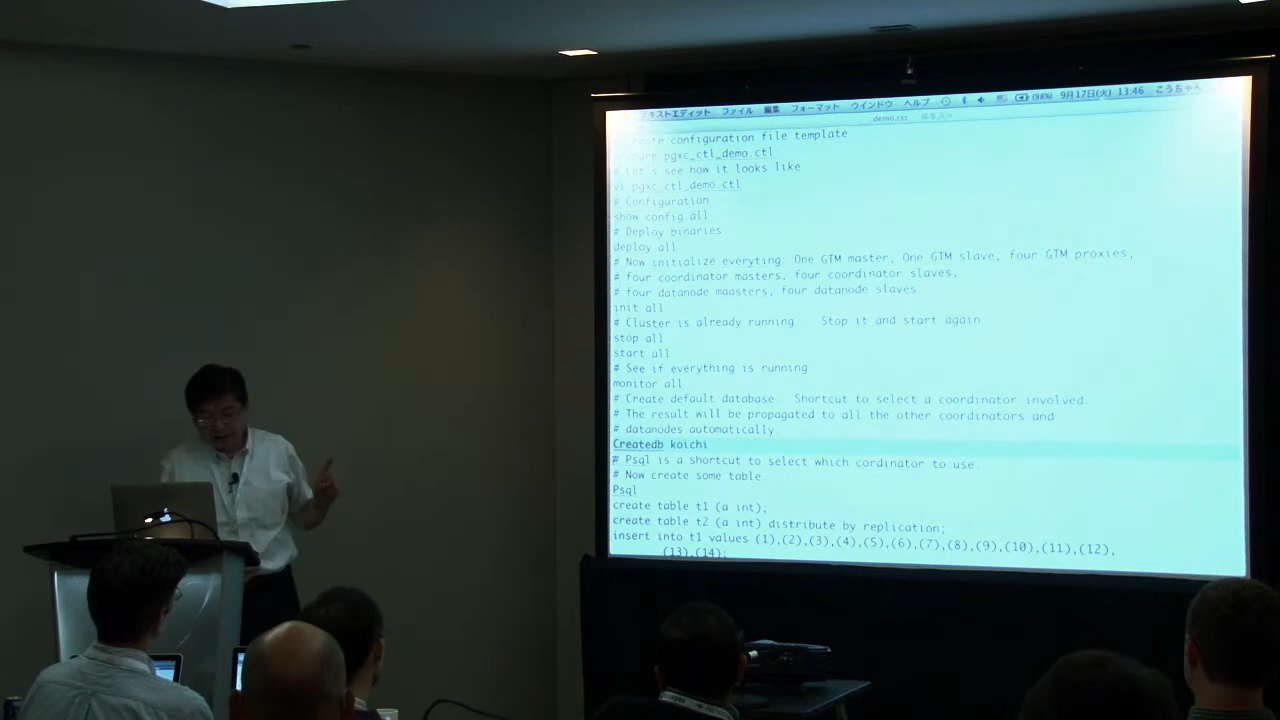 テキストエディット ファイル 編集 フォーマット ウインドウ ヘルプ (98%) 9月17日(火) 13:46 こうちゃん
demo.txt
configuration file template
pgxc_ctl_demo.ctl
# Let's see how it looks like
vi pgxc_ctl_demo.ctl
# Configuration
show config all
# Deploy binaries
deploy all
# Now initialize everyting: One GTM master, One GTM slave, four GTM proxies,
# four coordinator masters, four coordinator slaves,
# four datanode maasters, four datanode slaves
init all
# Cluster is already running. Stop it and start again
stop all
start all
# See if everything is running
monitor all
# Create default database. Shortcut to select a coordinator involved.
# The result will be propagated to all the other coordinators and
# datanodes automatically.
Createdb koichi
# Psql is a shortcut to select which cordinator to use.
# Now create some table.
Psql
create table t1 (a int);
create table t2 (a int) distribute by replication;
insert into t1 values (1),(2),(3),(4),(5),(6),(7),(8),(9),(10),(11),(12),
(13),(14);